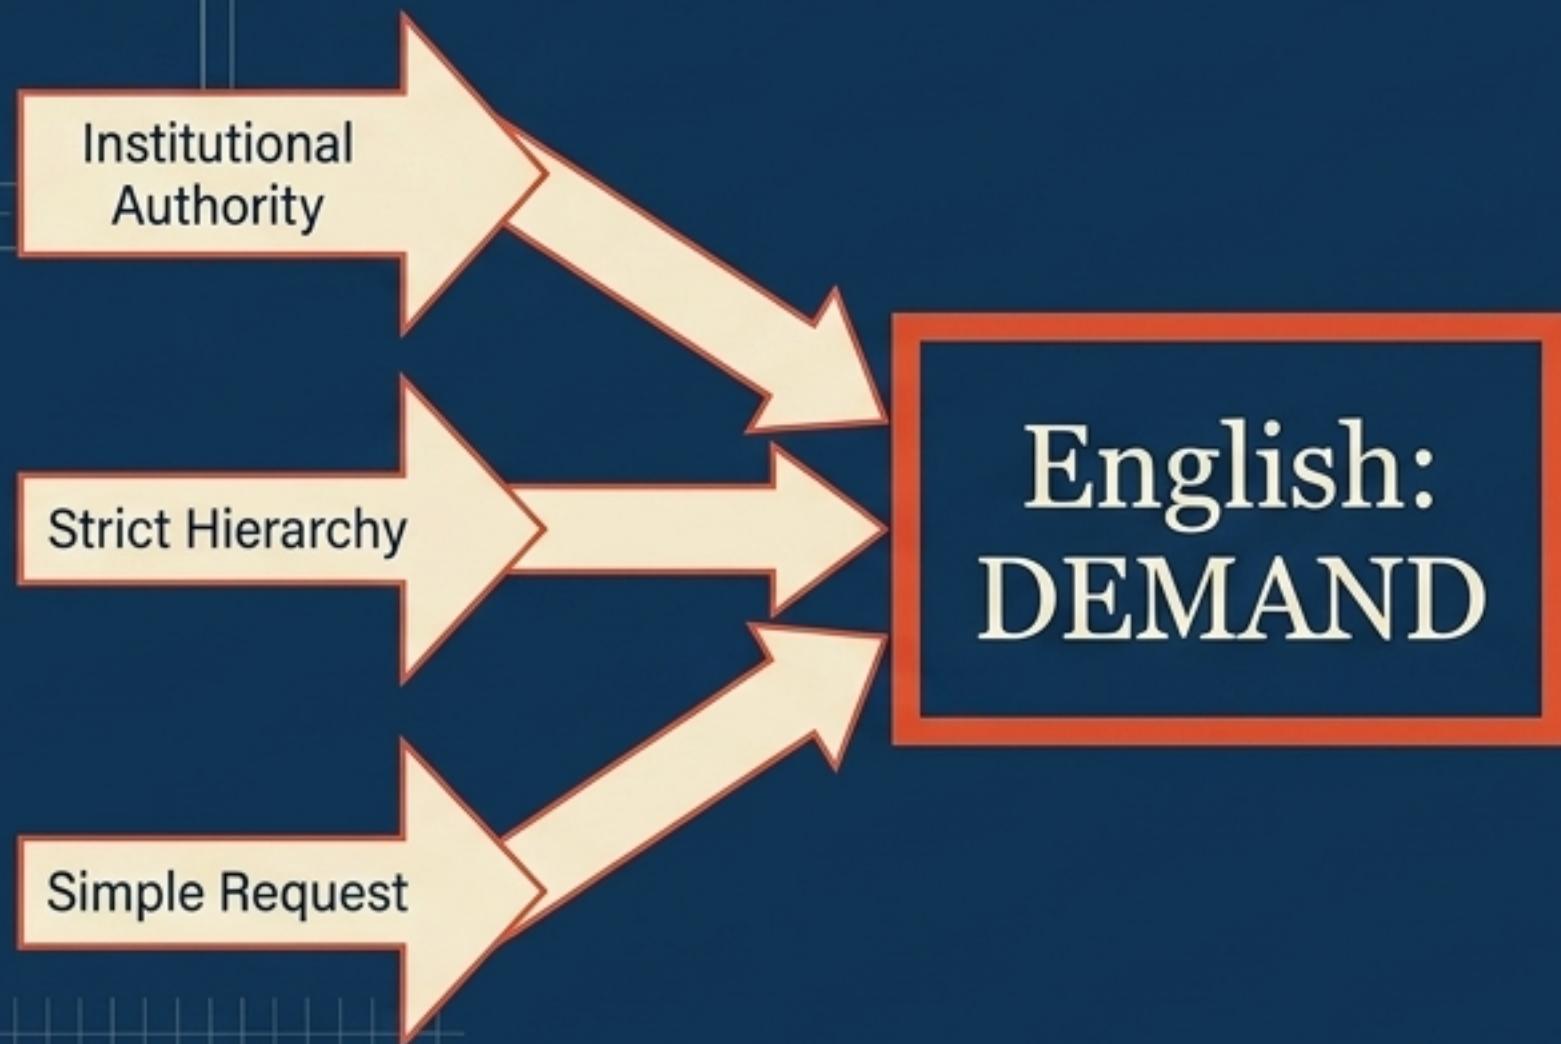 Institutional
Authority
Strict Hierarchy
Simple Request
English:
DEMAND